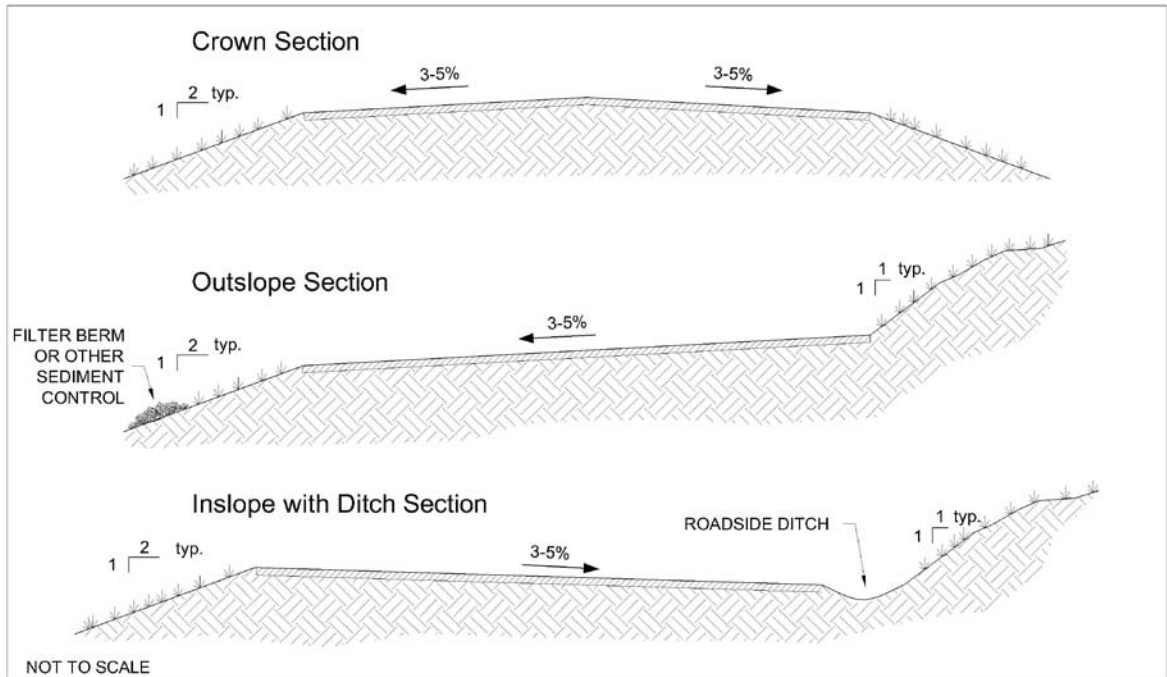 Crown Section
1 2 typ.
3-5%
3-5%
Outslope Section
1 typ.
1
FILTER BERM
OR OTHER
SEDIMENT
CONTROL
1 2 typ.
3-5%
Inslope with Ditch Section
1 2 typ.
3-5%
ROADSIDE DITCH
1 typ.
1
NOT TO SCALE